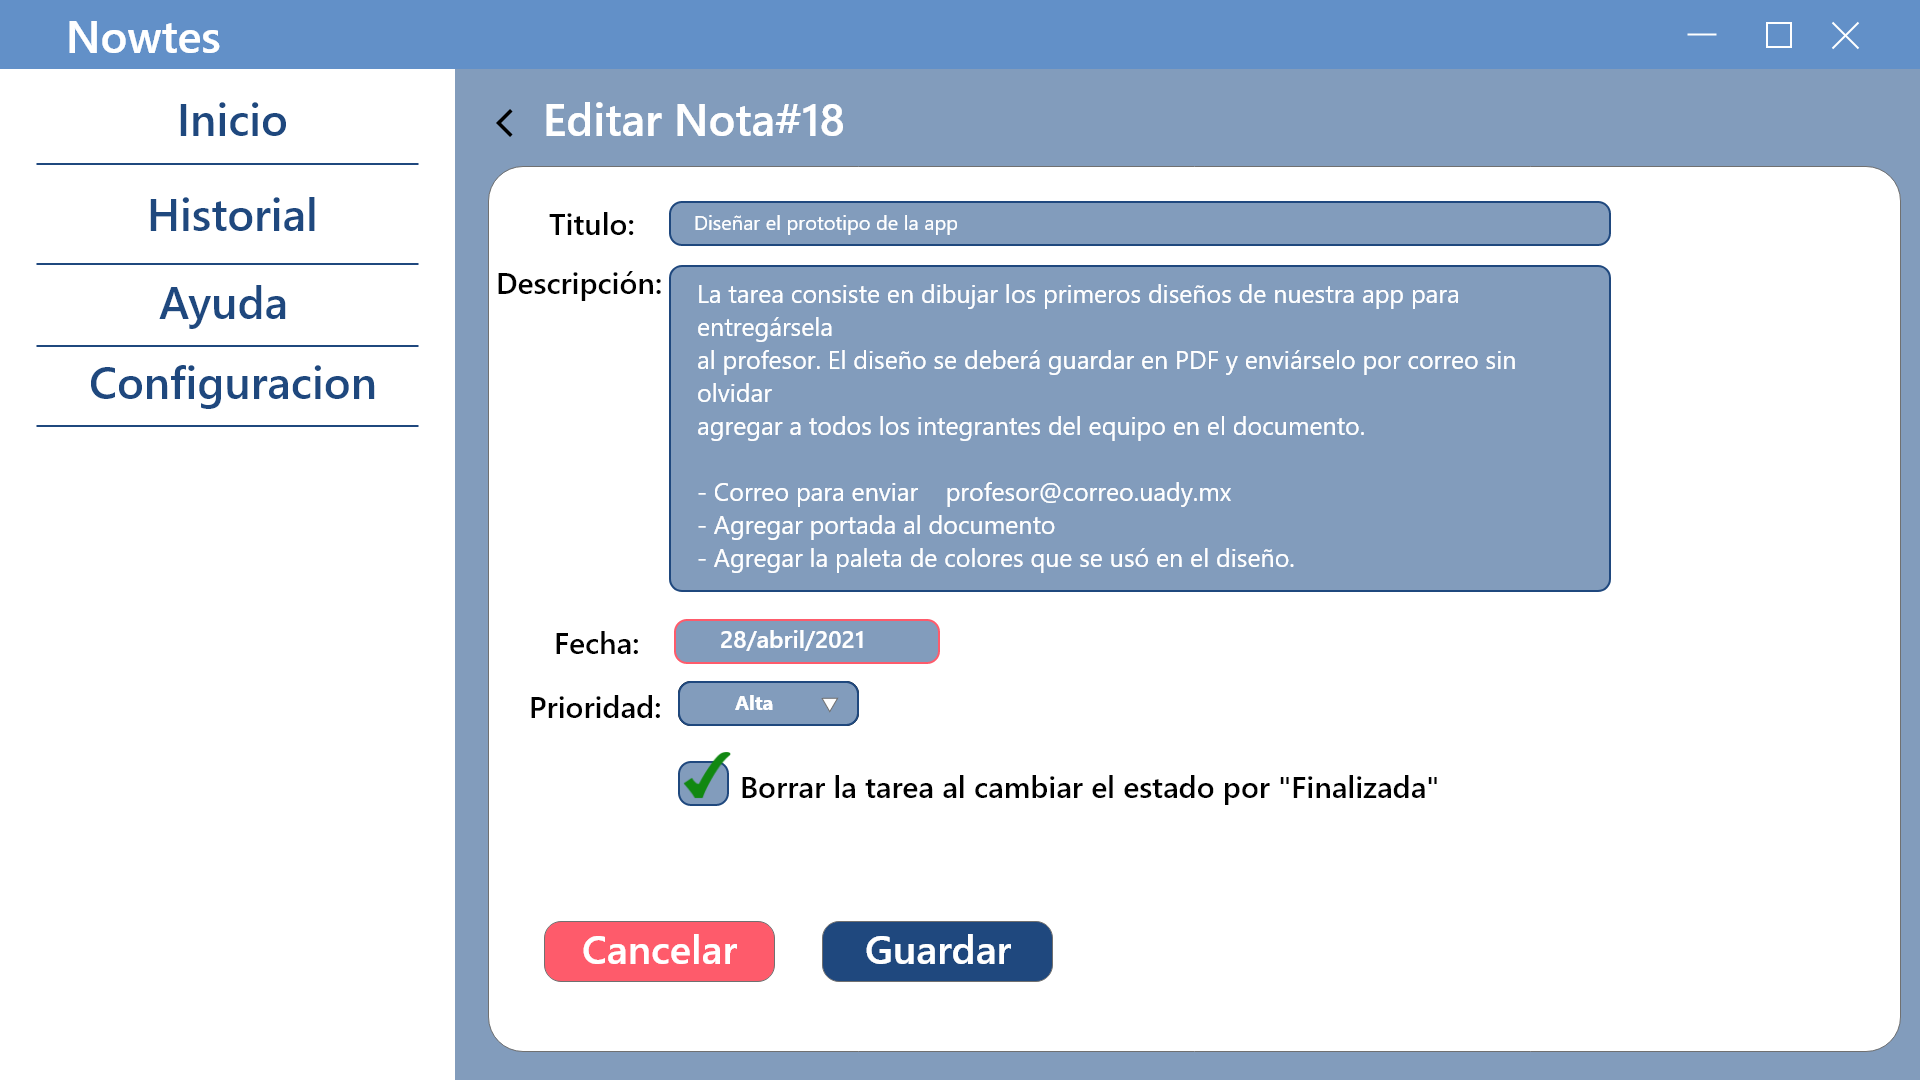 Nowtes
Inicio
Historial
Ayuda
Configuracion
Editar Nota#18
Titulo:
Diseñar el prototipo de la app
Descripción:
La tarea consiste en dibujar los primeros diseños de nuestra app para
entregársela
al profesor. El diseño se deberá guardar en PDF y enviárselo por correo sin
olvidar
agregar a todos los integrantes del equipo en el documento.
- Correo para enviar    profesor@correo.uady.mx
- Agregar portada al documento
- Agregar la paleta de colores que se usó en el diseño.
Fecha:
28/abril/2021
Prioridad:
Alta
Borrar la tarea al cambiar el estado por "Finalizada"
Cancelar
Guardar